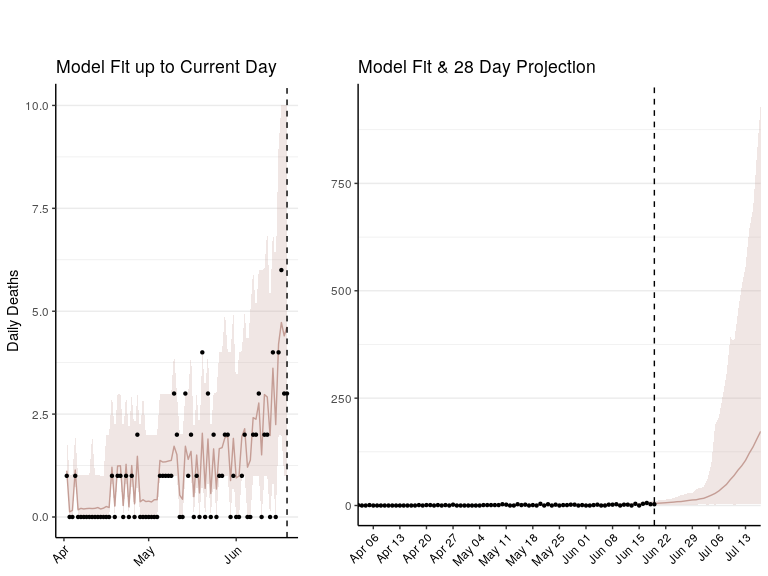 Model Fit up to Current Day
Daily Deaths
10.0
7.5
5.0
2.5
0.0
Apr
May
Jun
Model Fit & 28 Day Projection
750
500
250
0
Apr 06
Apr 13
Apr 20
Apr 27
May 04
May 11
May 18
May 25
Jun 01
Jun 08
Jun 15
Jun 22
Jun 29
Jul 06
Jul 13